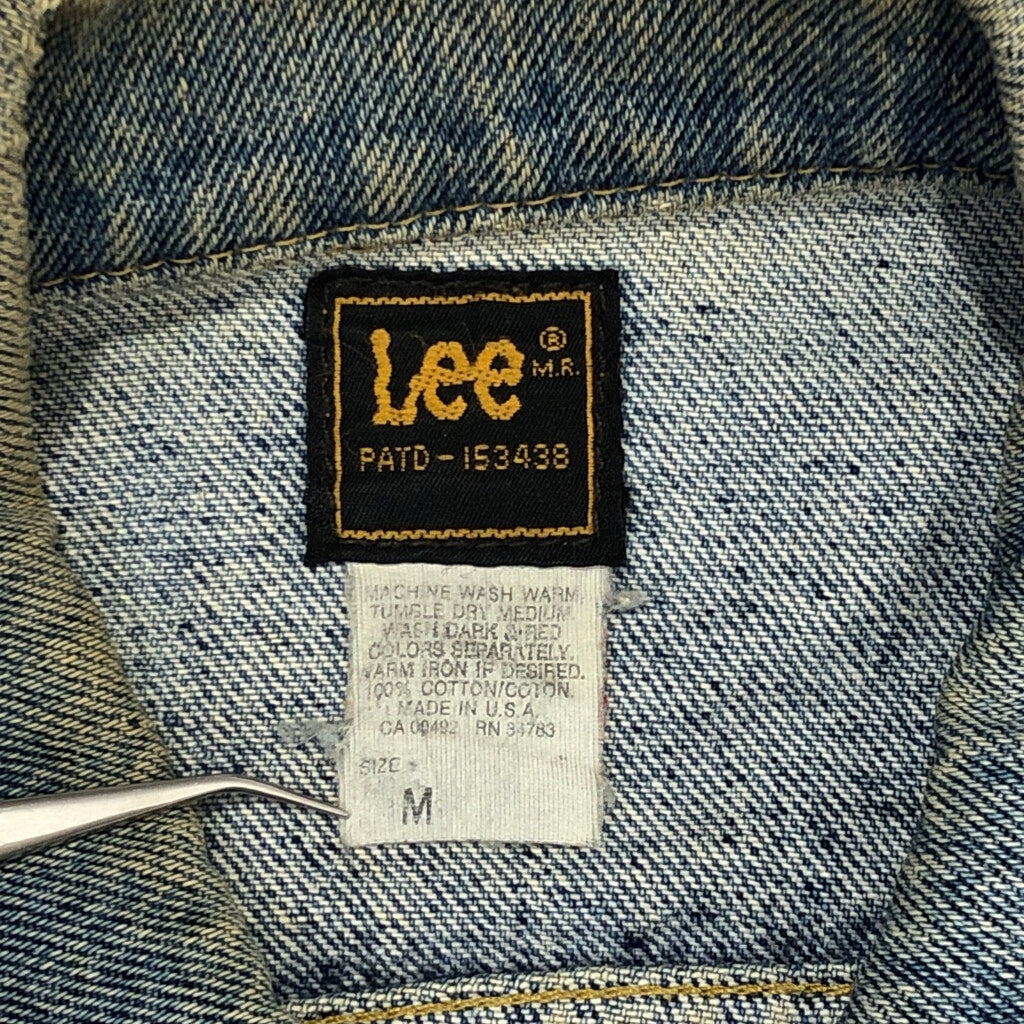 Lee ®
M.R.
PATD-153438
MACHINE WASH WARM,
TUMBLE DRY MEDIUM
WASH DARK & RED
COLORS SEPARATELY.
WARM IRON IF DESIRED.
100% COTTON/COTON
MADE IN U.S.A.
CA 00492 RN 34783
SIZE
M